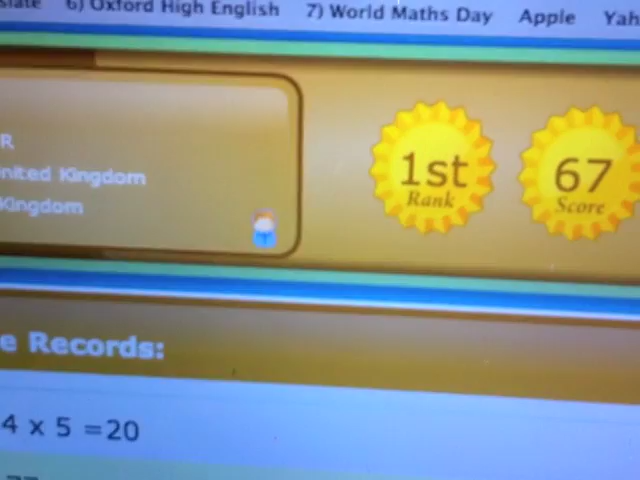 6) Oxford High English 7) World Maths Day Apple
R
United Kingdom
Kingdom
1st
Rank
67
Score
e Records:
4 x 5 =20